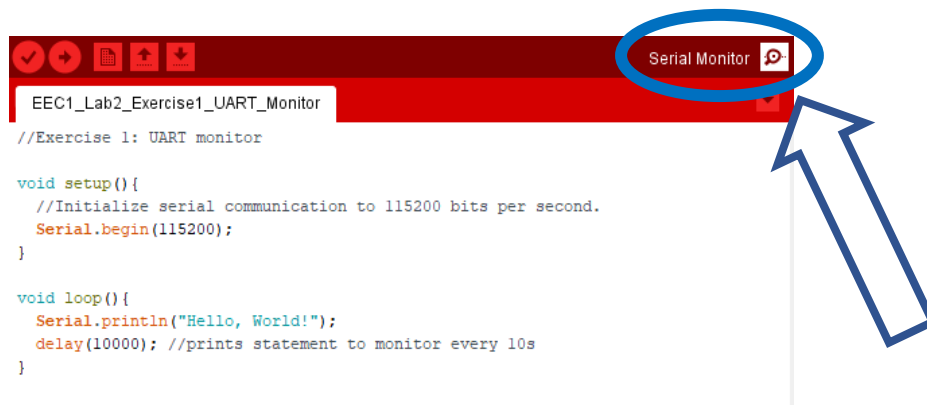 Serial Monitor
EEC1_Lab2_Exercise1_UART_Monitor
//Exercise 1: UART monitor
void setup(){
//Initialize serial communication to 115200 bits per second.
Serial.begin(115200);
}
void loop(){
Serial.println("Hello, World!");
delay(10000); //prints statement to monitor every 10s
}